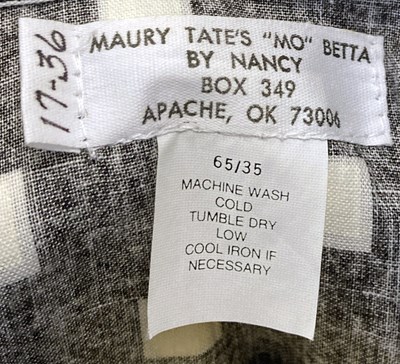 17-36
MAURY TATE'S "MO" BETTA
BY NANCY
BOX 349
APACHE, OK 73006
65/35
MACHINE WASH
COLD
TUMBLE DRY
LOW
COOL IRON IF
NECESSARY